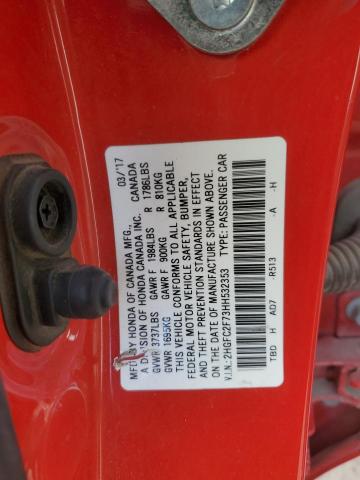 MFD BY HONDA OF CANADA MFG., 03/'17
A DIVISION OF HONDA CANADA INC. CANADA
GVWR 3737LBS GAWR F 1984LBS R 1786LBS
GVWR 1695KG GAWR F 900KG R 810KG
THIS VEHICLE CONFORMS TO ALL APPLICABLE
FEDERAL MOTOR VEHICLE SAFETY, BUMPER,
AND THEFT PREVENTION STANDARDS IN EFFECT
ON THE DATE OF MANUFACTURE SHOWN ABOVE.
V.I.N.:2HGFC2F73HH532353 TYPE:PASSENGER CAR
TBD H AD7 -R513 -A -H